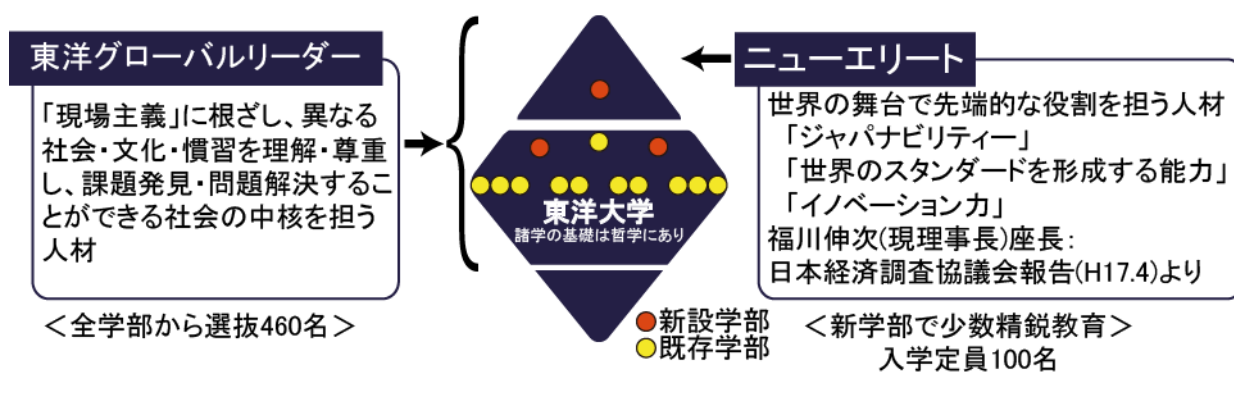 東洋グローバルリーダー
「現場主義」に根ざし、異なる
社会・文化・慣習を理解・尊重
し、課題発見・問題解決するこ
とができる社会の中核を担う
人材
＜全学部から選抜460名＞
東洋大学
諸学の基礎は哲学にあり
新設学部
既存学部
ニューエリート
世界の舞台で先端的な役割を担う人材
「ジャパナビリティー」
「世界のスタンダードを形成する能力」
「イノベーション力」
福川伸次(現理事長)座長：
日本経済調査協議会報告(H17.4)より
＜新学部で少数精鋭教育＞
入学定員100名